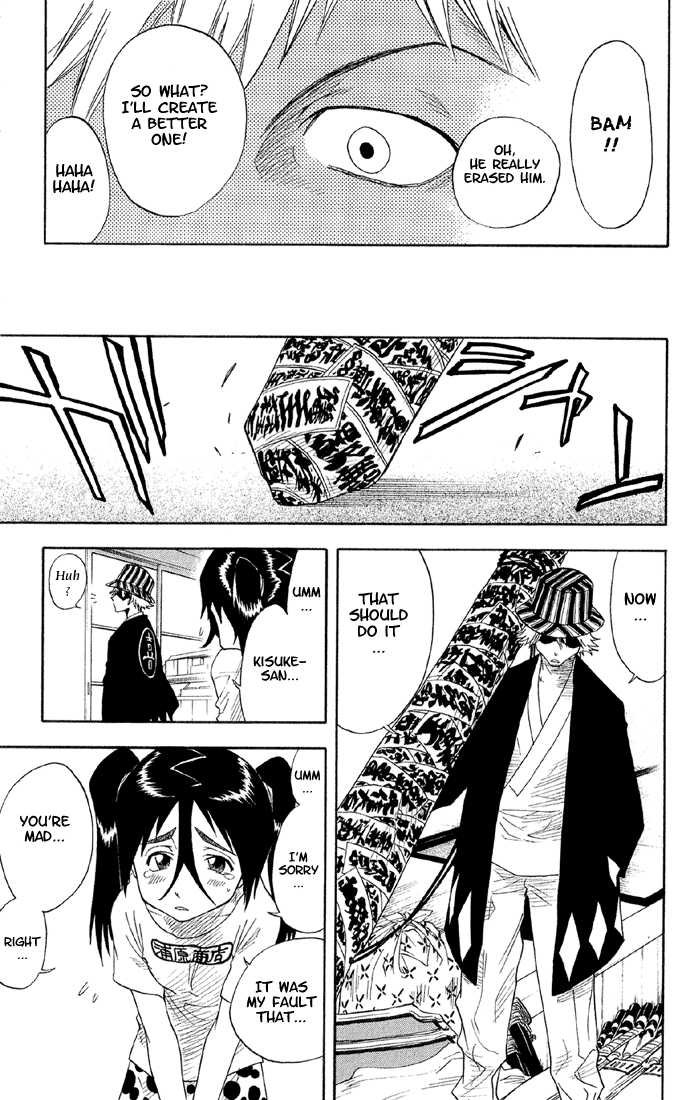 BAM
!!
OH,
HE REALLY
ERASED HIM.
SO WHAT?
I'LL CREATE
A BETTER
ONE!
HAHA
HAHA!
NOW
...
THAT
SHOULD
DO IT
...
UMM
...
KISUKE-
SAN...
Huh
?
UMM
...
I'M
SORRY
...
IT WAS
MY FAULT
THAT...
浦原商店
YOU'RE
MAD...
RIGHT
...